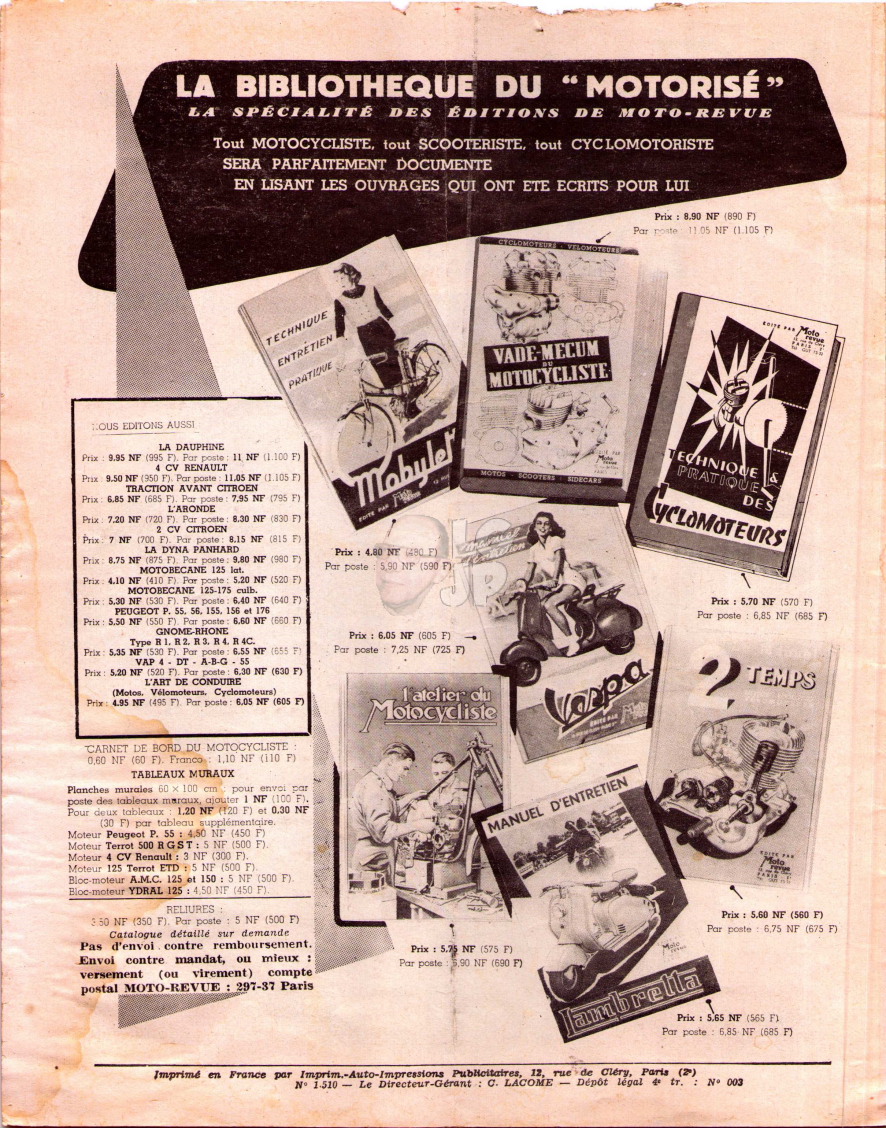 LA BIBLIOTHEQUE DU “ MOTORISÉ ”
LA SPÉCIALITÉ DES ÉDITIONS DE MOTO-REVUE
Tout MOTOCYCLISTE, tout SCOOTERISTE, tout CYCLOMOTORISTE
SERA PARFAITEMENT DOCUMENTE
EN LISANT LES OUVRAGES QUI ONT ETE ECRITS POUR LUI
Prix : 8.90 NF (890 F)
Par poste : 11.05 NF (1.105 F)
TECHNIQUE
ENTRÉTIEN
PRATIQUE
Mobylet
EDITÉ PAR Moto revue
CYCLOMOTEURS - VELOMOTEURS
VADE-MECUM
DU
MOTOCYCLISTE
EDITÉ PAR
Moto revue
MOTOS - SCOOTERS - SIDECARS
EDITÉ PAR Moto revue
TECHNIQUE &
PRATIQUE
DES
CYCLOMOTEURS
NOUS EDITONS AUSSI
LA DAUPHINE
Prix : 9.95 NF (995 F). Par poste : 11 NF (1.100 F)
4 CV RENAULT
Prix : 9.50 NF (950 F). Par poste : 11.05 NF (1.105 F)
TRACTION AVANT CITROEN
Prix : 6.85 NF (685 F). Par poste : 7,95 NF (795 F)
L'ARONDE
Prix : 7.20 NF (720 F). Par poste : 8.30 NF (830 F)
2 CV CITROEN
Prix : 7 NF (700 F). Par poste : 8.15 NF (815 F)
LA DYNA PANHARD
Prix : 8.75 NF (875 F). Par poste : 9,80 NF (980 F)
MOTOBECANE 125 lat.
Prix : 4.10 NF (410 F). Par poste : 5.20 NF (520 F)
MOTOBECANE 125-175 culb.
Prix : 5,30 NF (530 F). Par poste : 6.40 NF (640 F)
PEUGEOT P. 55, 56, 155, 156 et 176
Prix : 5.50 NF (550 F). Par poste : 6.60 NF (660 F)
GNOME-RHONE
Type R 1, R 2, R 3, R 4, R 4C.
Prix : 5.35 NF (530 F). Par poste : 6.55 NF (655 F)
VAP 4 - DT - A-B-G - 55
Prix : 5,20 NF (520 F). Par poste : 6.30 NF (630 F)
L'ART DE CONDUIRE
(Motos, Vélomoteurs, Cyclomoteurs)
Prix : 4.95 NF (495 F). Par poste : 6,05 NF (605 F)
Prix : 4.80 NF (480 F)
Par poste : 5,90 NF (590 F)
JC
JP
d'entretien
Vespa
EDITÉ PAR
Prix : 5.70 NF (570 F)
Par poste : 6,85 NF (685 F)
Prix : 6.05 NF (605 F)
Par poste : 7,25 NF (725 F)
l'atelier du
Motocycliste
2 TEMPS
EDITÉ PAR
Moto revue
MANUEL D'ENTRETIEN
Moto revue
Lambretta
CARNET DE BORD DU MOTOCYCLISTE :
0,60 NF (60 F). Franco : 1,10 NF (110 F)
TABLEAUX MURAUX
Planches murales 60 × 100 cm : pour envoi par
poste des tableaux muraux, ajouter 1 NF (100 F).
Pour deux tableaux : 1.20 NF (120 F) et 0.30 NF
(30 F) par tableau supplémentaire.
Moteur Peugeot P. 55 : 4.50 NF (450 F)
Moteur Terrot 500 R G S T : 5 NF (500 F).
Moteur 4 CV Renault : 3 NF (300 F).
Moteur 125 Terrot ETD : 5 NF (500 F).
Bloc-moteur A.M.C. 125 et 150 : 5 NF (500 F).
Bloc-moteur YDRAL 125 : 4,50 NF (450 F).
RELIURES :
3.50 NF (350 F). Par poste : 5 NF (500 F)
Catalogue détaillé sur demande
Pas d'envoi contre remboursement.
Envoi contre mandat, ou mieux :
versement (ou virement) compte
postal MOTO-REVUE : 297-37 Paris
Prix : 5.75 NF (575 F)
Par poste : 6,90 NF (690 F)
Prix : 5.60 NF (560 F)
Par poste : 6,75 NF (675 F)
Prix : 5,65 NF (565 F)
Par poste : 6,85 NF (685 F)
Imprimé en France par Imprim.-Auto-Impressions Publicitaires, 12, rue de Cléry, Paris (2e)
N° 1.510 — Le Directeur-Gérant : C. LACOME — Dépôt légal 4e tr. : N° 003